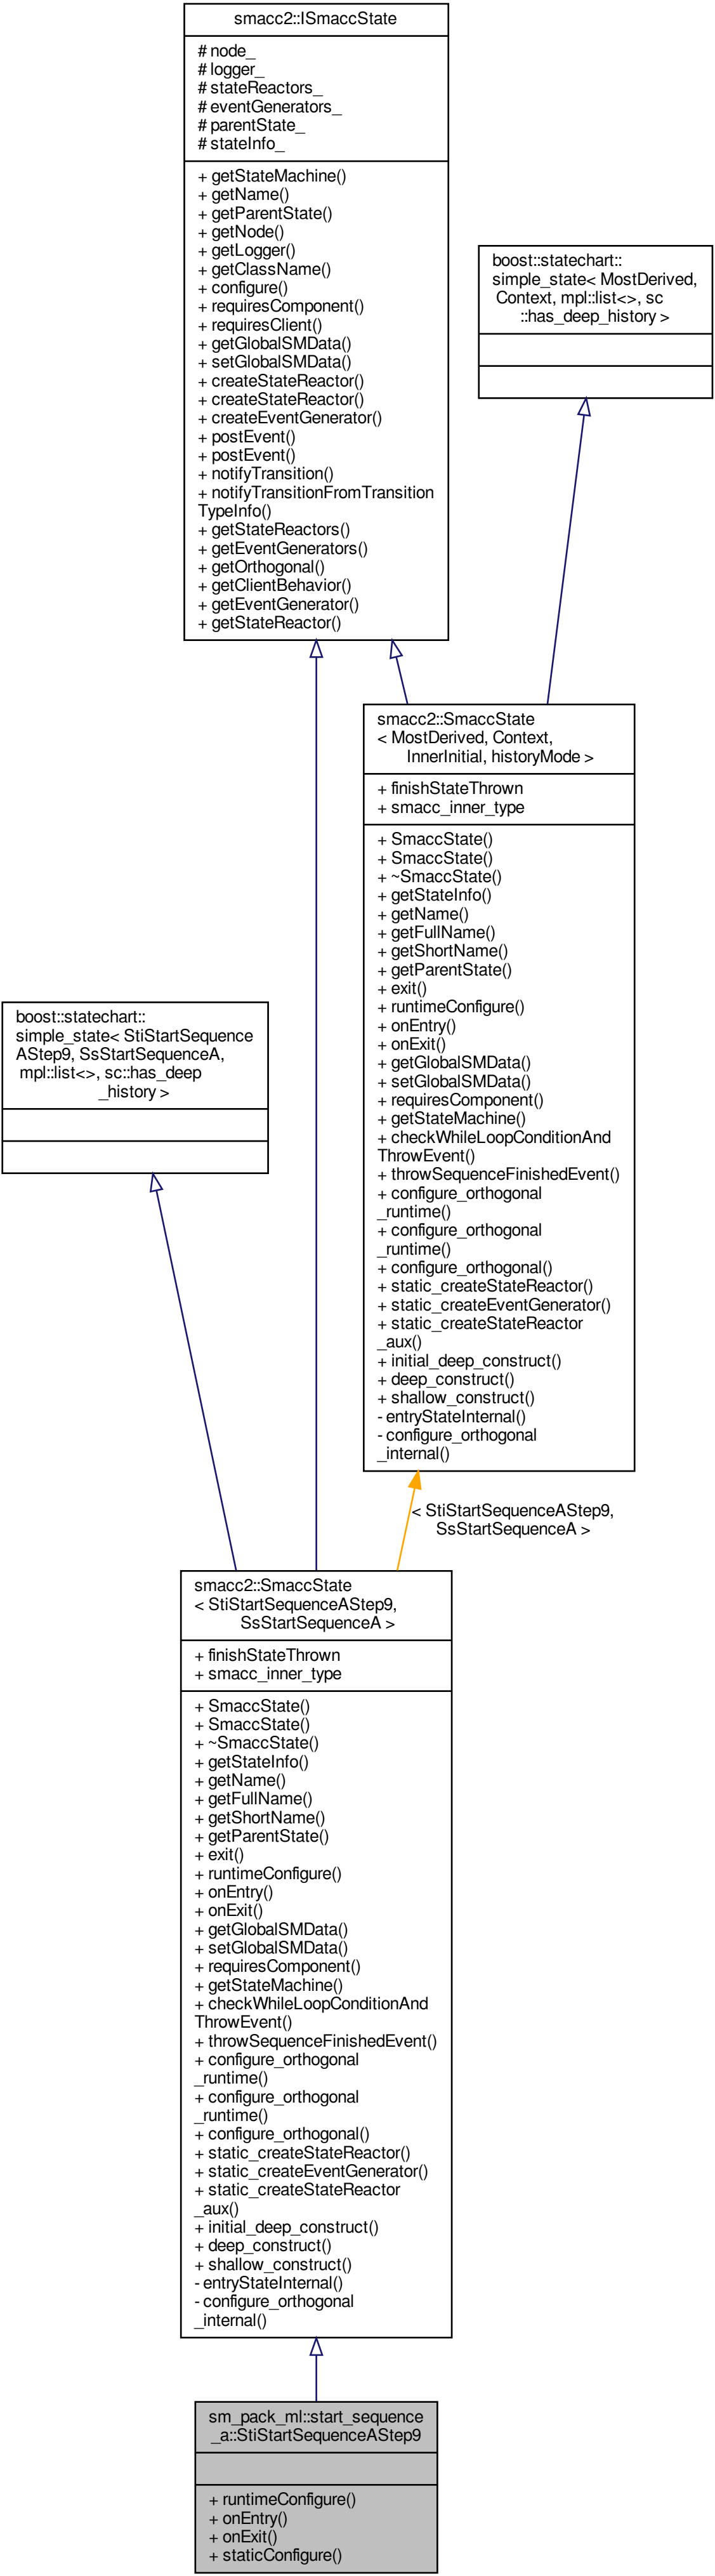 smacc2::ISmaccState
# node_
# logger_
# stateReactors_
# eventGenerators_
# parentState_
# stateInfo_
+ getStateMachine()
+ getName()
+ getParentState()
+ getNode()
+ getLogger()
+ getClassName()
+ configure()
+ requiresComponent()
+ requiresClient()
+ getGlobalSMData()
+ setGlobalSMData()
+ createStateReactor()
+ createStateReactor()
+ createEventGenerator()
+ postEvent()
+ postEvent()
+ notifyTransition()
+ notifyTransitionFromTransition
TypeInfo()
+ getStateReactors()
+ getEventGenerators()
+ getOrthogonal()
+ getClientBehavior()
+ getEventGenerator()
+ getStateReactor()
boost::statechart::
simple_state< MostDerived,
Context, mpl::list<>, sc
::has_deep_history >
smacc2::SmaccState
< MostDerived, Context,
InnerInitial, historyMode >
+ finishStateThrown
+ smacc_inner_type
+ SmaccState()
+ SmaccState()
+ ~SmaccState()
+ getStateInfo()
+ getName()
+ getFullName()
+ getShortName()
+ getParentState()
+ exit()
+ runtimeConfigure()
+ onEntry()
+ onExit()
+ getGlobalSMData()
+ setGlobalSMData()
+ requiresComponent()
+ getStateMachine()
+ checkWhileLoopConditionAnd
ThrowEvent()
+ throwSequenceFinishedEvent()
+ configure_orthogonal
_runtime()
+ configure_orthogonal
_runtime()
+ configure_orthogonal()
+ static_createStateReactor()
+ static_createEventGenerator()
+ static_createStateReactor
_aux()
+ initial_deep_construct()
+ deep_construct()
+ shallow_construct()
- entryStateInternal()
- configure_orthogonal
_internal()
boost::statechart::
simple_state< StiStartSequence
AStep9, SsStartSequenceA,
mpl::list<>, sc::has_deep
_history >
< StiStartSequenceAStep9,
SsStartSequenceA >
smacc2::SmaccState
< StiStartSequenceAStep9,
SsStartSequenceA >
+ finishStateThrown
+ smacc_inner_type
+ SmaccState()
+ SmaccState()
+ ~SmaccState()
+ getStateInfo()
+ getName()
+ getFullName()
+ getShortName()
+ getParentState()
+ exit()
+ runtimeConfigure()
+ onEntry()
+ onExit()
+ getGlobalSMData()
+ setGlobalSMData()
+ requiresComponent()
+ getStateMachine()
+ checkWhileLoopConditionAnd
ThrowEvent()
+ throwSequenceFinishedEvent()
+ configure_orthogonal
_runtime()
+ configure_orthogonal
_runtime()
+ configure_orthogonal()
+ static_createStateReactor()
+ static_createEventGenerator()
+ static_createStateReactor
_aux()
+ initial_deep_construct()
+ deep_construct()
+ shallow_construct()
- entryStateInternal()
- configure_orthogonal
_internal()
sm_pack_ml::start_sequence
_a::StiStartSequenceAStep9
+ runtimeConfigure()
+ onEntry()
+ onExit()
+ staticConfigure()